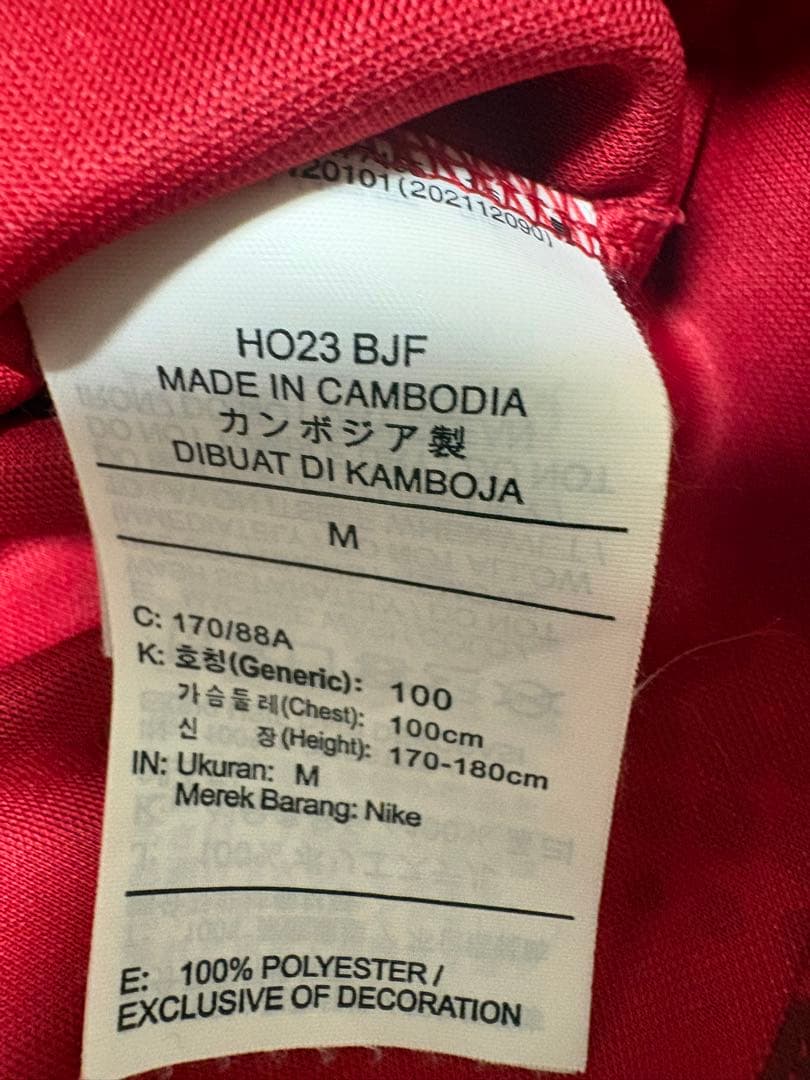 20101(202112090)
HO23 BJF
MADE IN CAMBODIA
カンボジア製
DIBUAT DI KAMBOJA
M
C: 170/88A
K: 호칭(Generic): 100
가슴둘레(Chest): 100cm
신 장(Height): 170-180cm
IN: Ukuran: M
Merek Barang: Nike
E: 100% POLYESTER /
EXCLUSIVE OF DECORATION